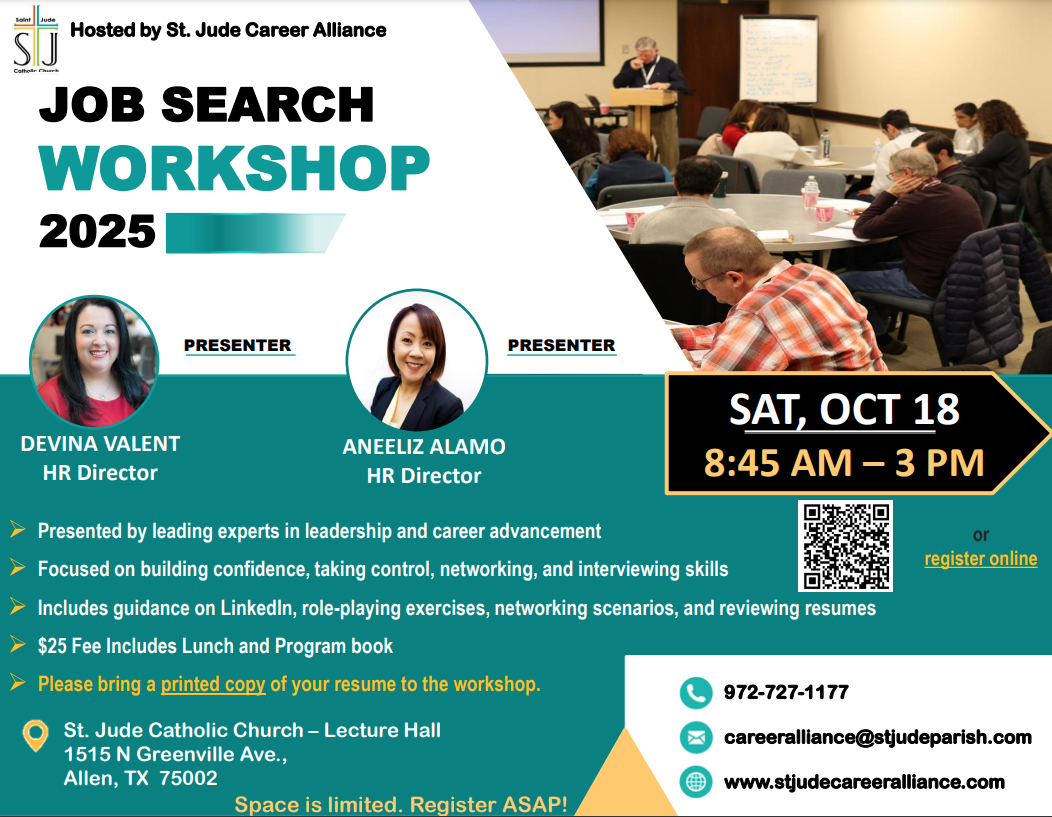 Saint Jude
STJ
Catholic Church
Hosted by St. Jude Career Alliance
JOB SEARCH
WORKSHOP
2025
PRESENTER
PRESENTER
DEVINA VALENT
HR Director
ANEELIZ ALAMO
HR Director
SAT, OCT 18
8:45 AM – 3 PM
or
register online
Presented by leading experts in leadership and career advancement
Focused on building confidence, taking control, networking, and interviewing skills
Includes guidance on LinkedIn, role-playing exercises, networking scenarios, and reviewing resumes
$25 Fee Includes Lunch and Program book
Please bring a printed copy of your resume to the workshop.
St. Jude Catholic Church – Lecture Hall
1515 N Greenville Ave.,
Allen, TX 75002
Space is limited. Register ASAP!
972-727-1177
careeralliance@stjudeparish.com
www.stjudecareeralliance.com